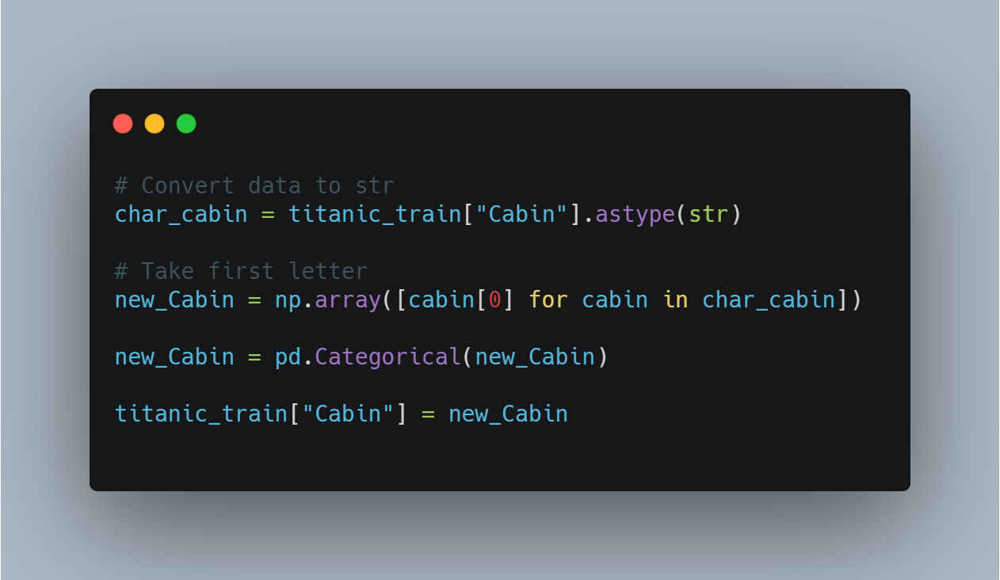 # Convert data to str
char_cabin = titanic_train["Cabin"].astype(str)
# Take first letter
new_Cabin = np.array([cabin[0] for cabin in char_cabin])
new_Cabin = pd.Categorical(new_Cabin)
titanic_train["Cabin"] = new_Cabin